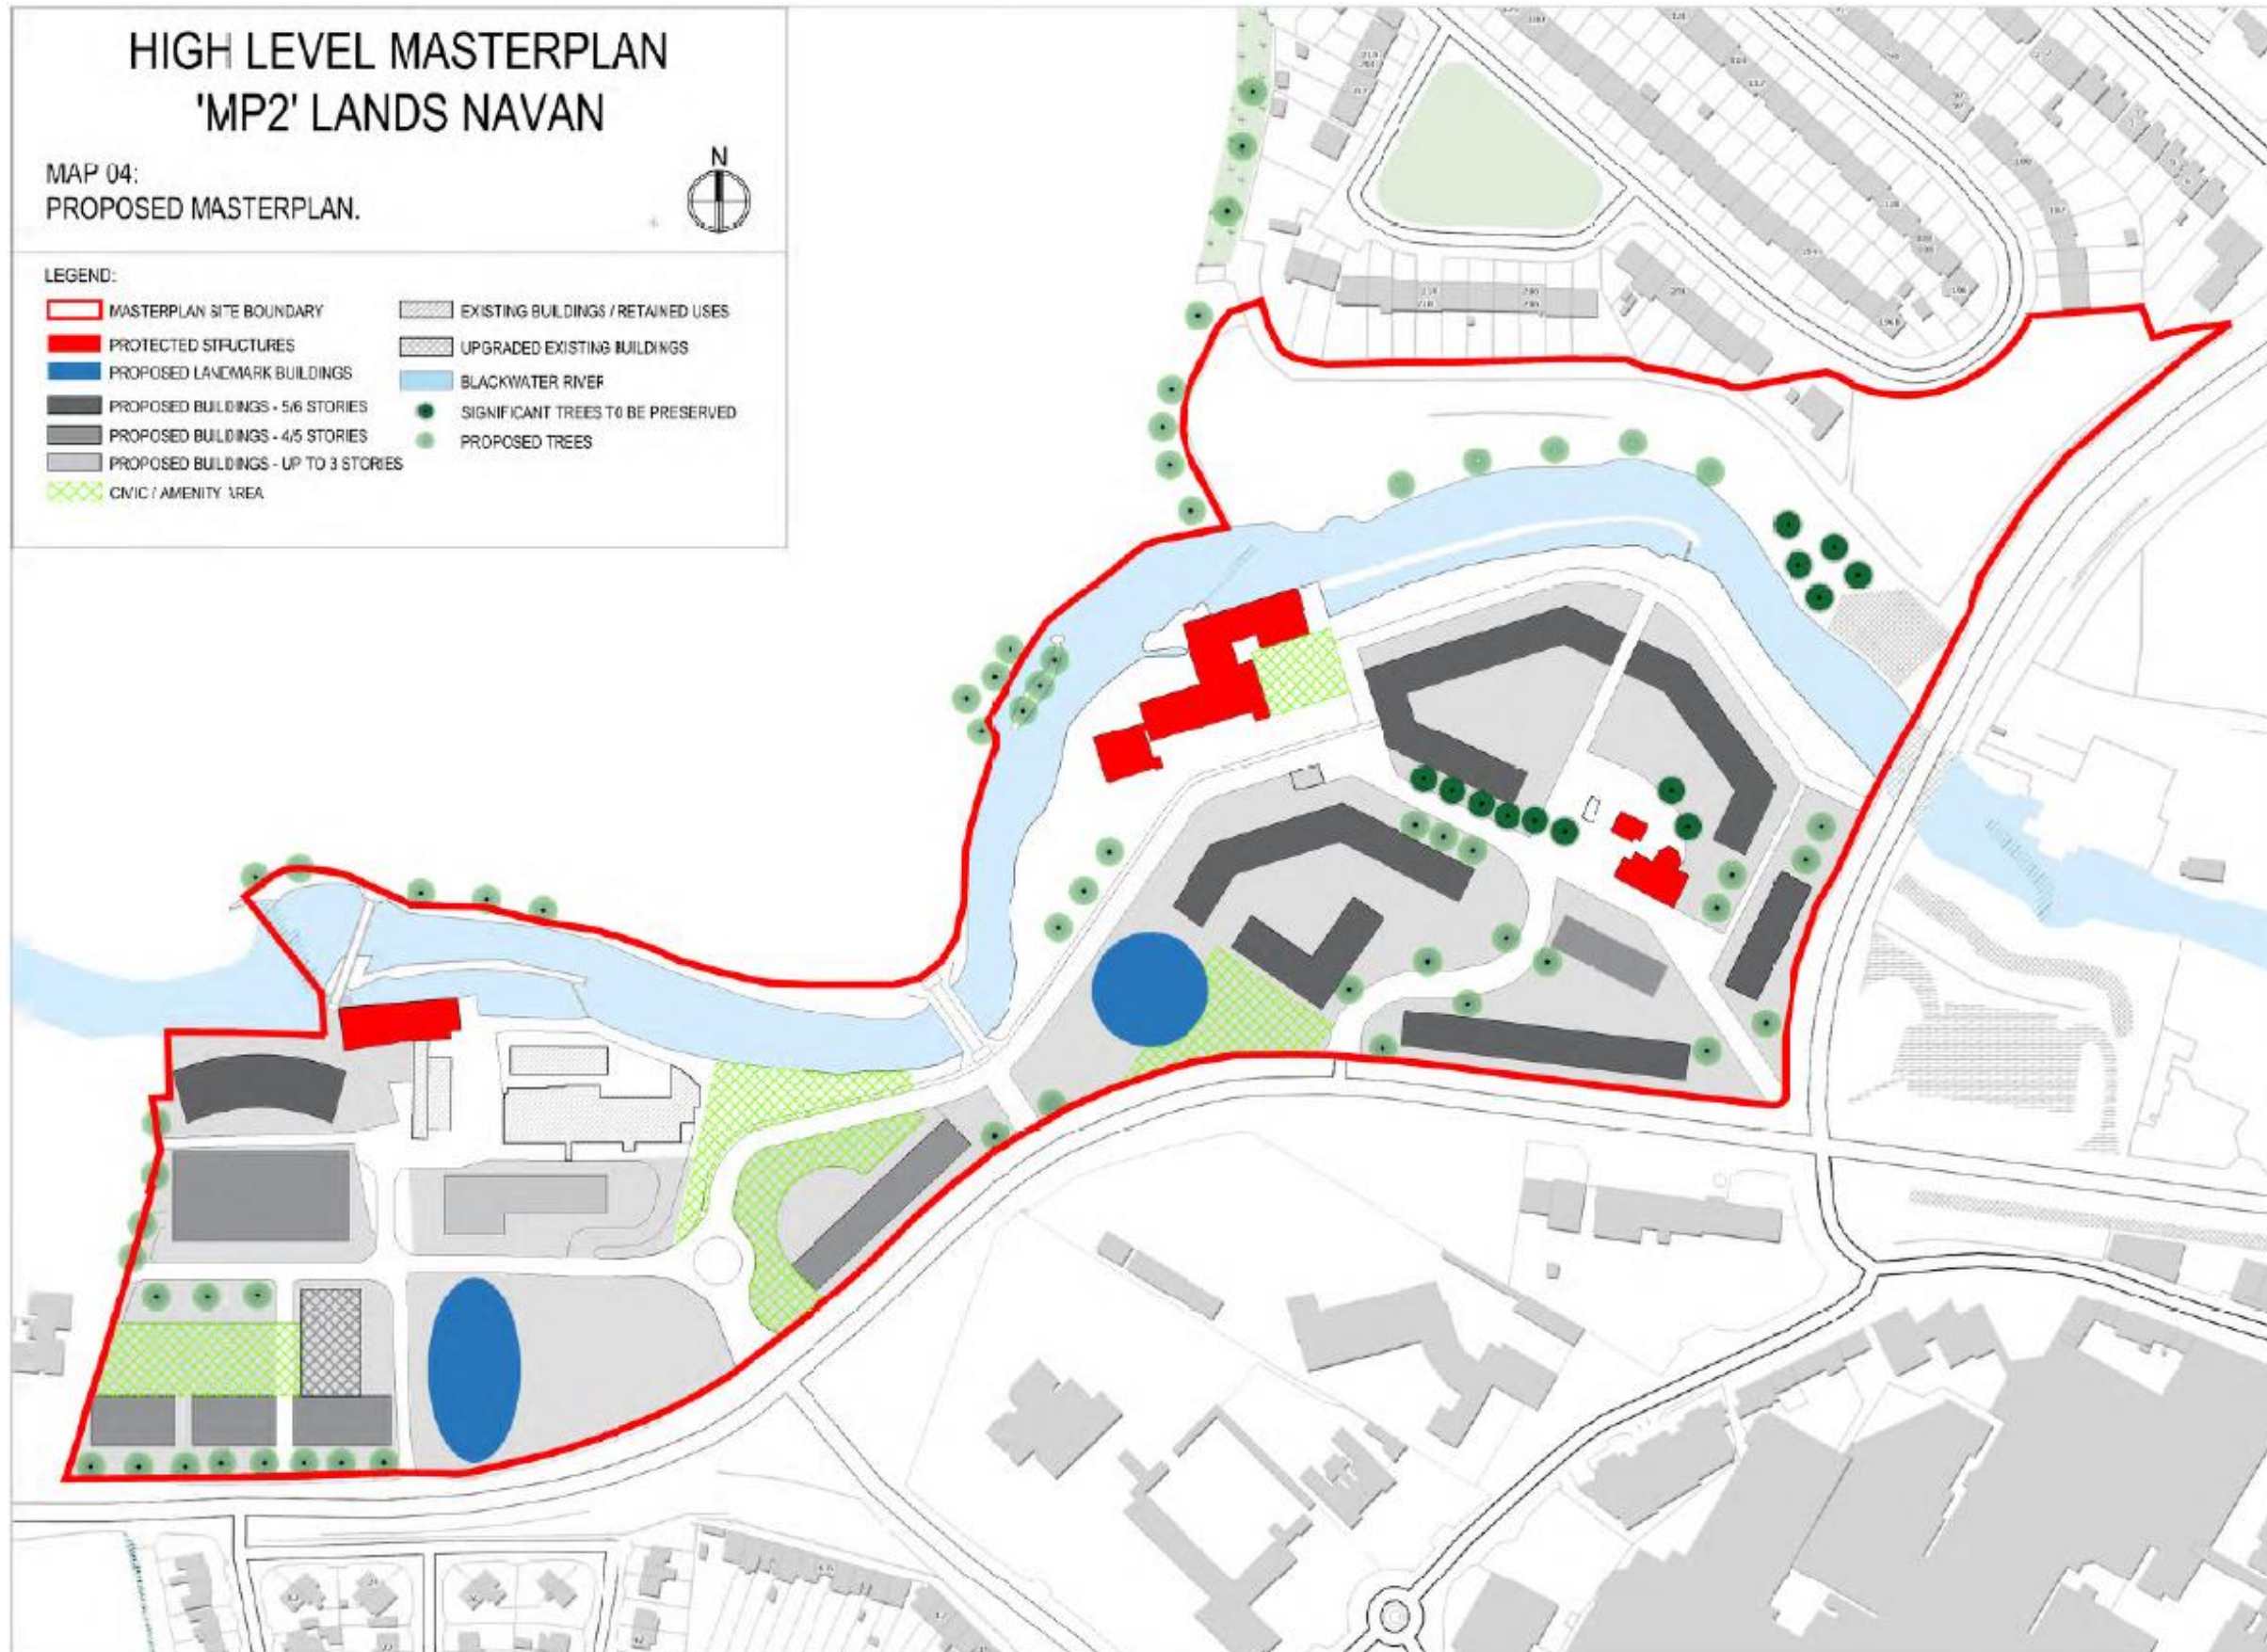 HIGH LEVEL MASTERPLAN
'MP2' LANDS NAVAN
MAP 04:
PROPOSED MASTERPLAN.
N
LEGEND:
MASTERPLAN SITE BOUNDARY
PROTECTED STRUCTURES
PROPOSED LANDMARK BUILDINGS
PROPOSED BUILDINGS - 5/6 STORIES
PROPOSED BUILDINGS - 4/5 STORIES
PROPOSED BUILDINGS - UP TO 3 STORIES
CIVIC / AMENITY AREA
EXISTING BUILDINGS / RETAINED USES
UPGRADED EXISTING BUILDINGS
BLACKWATER RIVER
SIGNIFICANT TREES TO BE PRESERVED
PROPOSED TREES